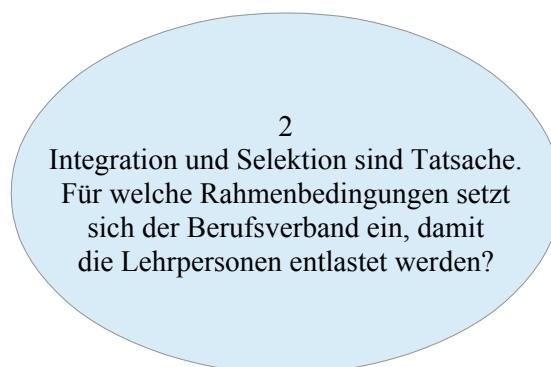 2
Integration und Selektion sind Tatsache.
Für welche Rahmenbedingungen setzt
sich der Berufsverband ein, damit
die Lehrpersonen entlastet werden?